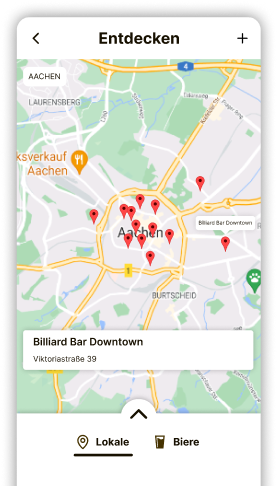 Entdecken
AACHEN
4
LAURENSBERG
ksverkauf
Aachen
Billiard Bar Downtown
Aachen
1
BURTSCHEID
Billiard Bar Downtown
Viktoriastraße 39
Lokale
Biere